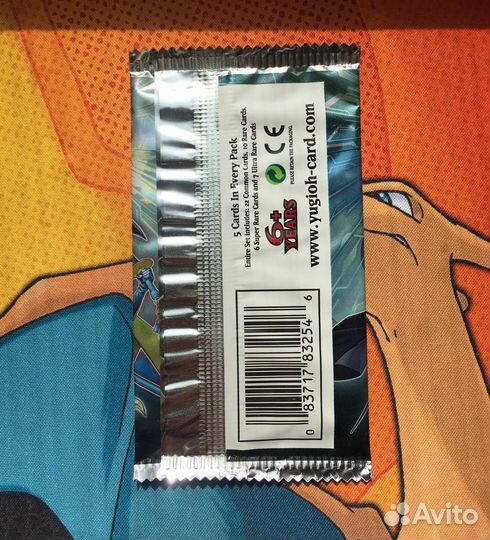 5 Cards In Every Pack
Entire Set includes: 22 Common Cards, 10 Rare Cards,
6 Super Rare Cards and 7 Ultra Rare Cards
6+
YEARS
CE
PLEASE RETAIN THE PACKAGING.
www.yugioh-card.com
0 83717 83254 6
Avito